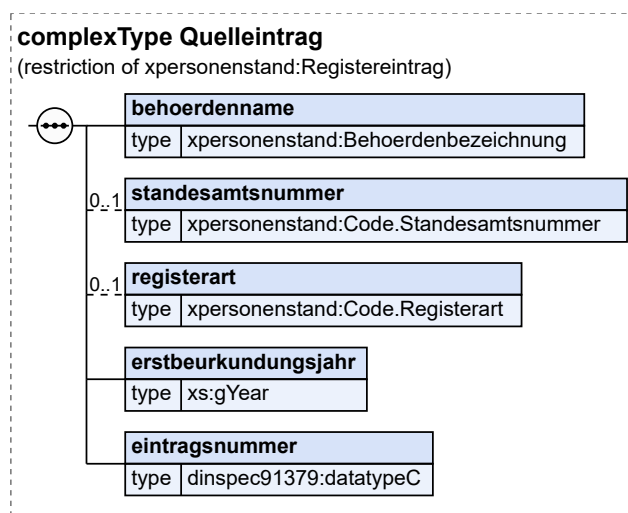 complexType Quelleintrag
(restriction of xpersonenstand:Registereintrag)
behoerdenname
type xpersonenstand:Behoerdenbezeichnung
0..1 standesamtsnummer
type xpersonenstand:Code.Standesamtsnummer
0..1 registerart
type xpersonenstand:Code.Registerart
erstbeurkundungsjahr
type xs:gYear
eintragsnummer
type dinspec91379:datatypeC